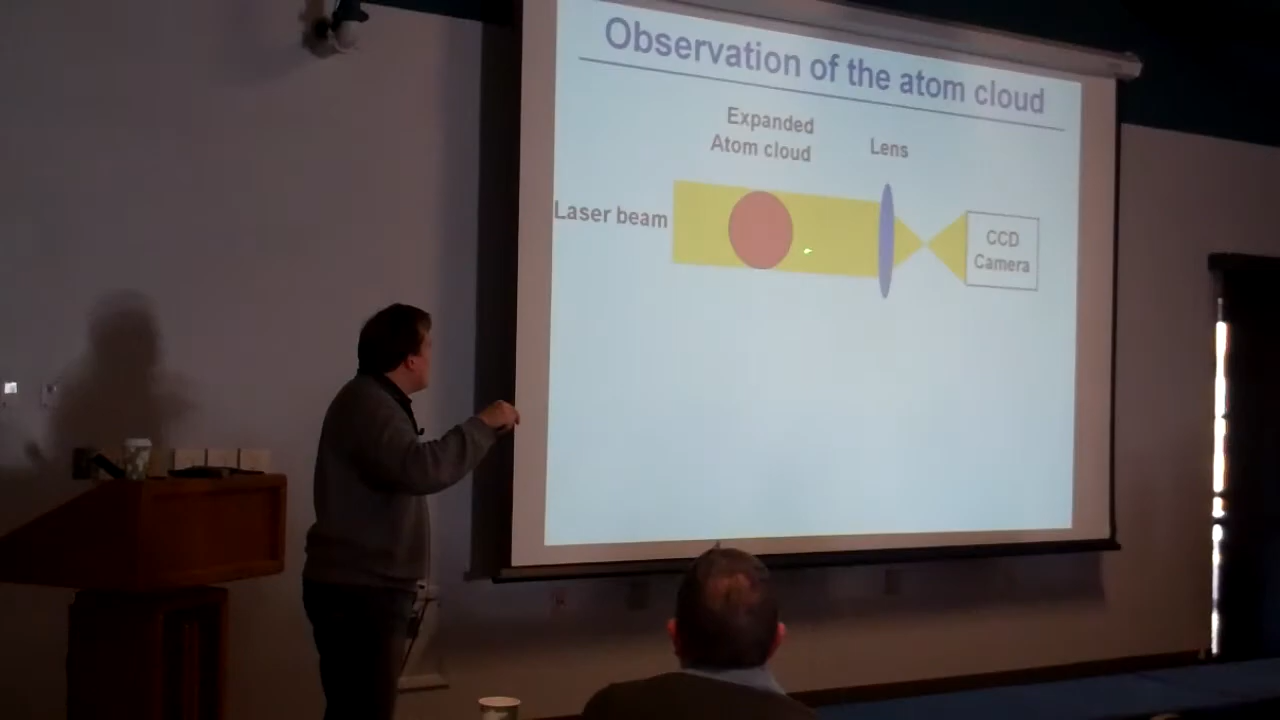 Observation of the atom cloud
Expanded
Atom cloud
Lens
Laser beam
CCD
Camera